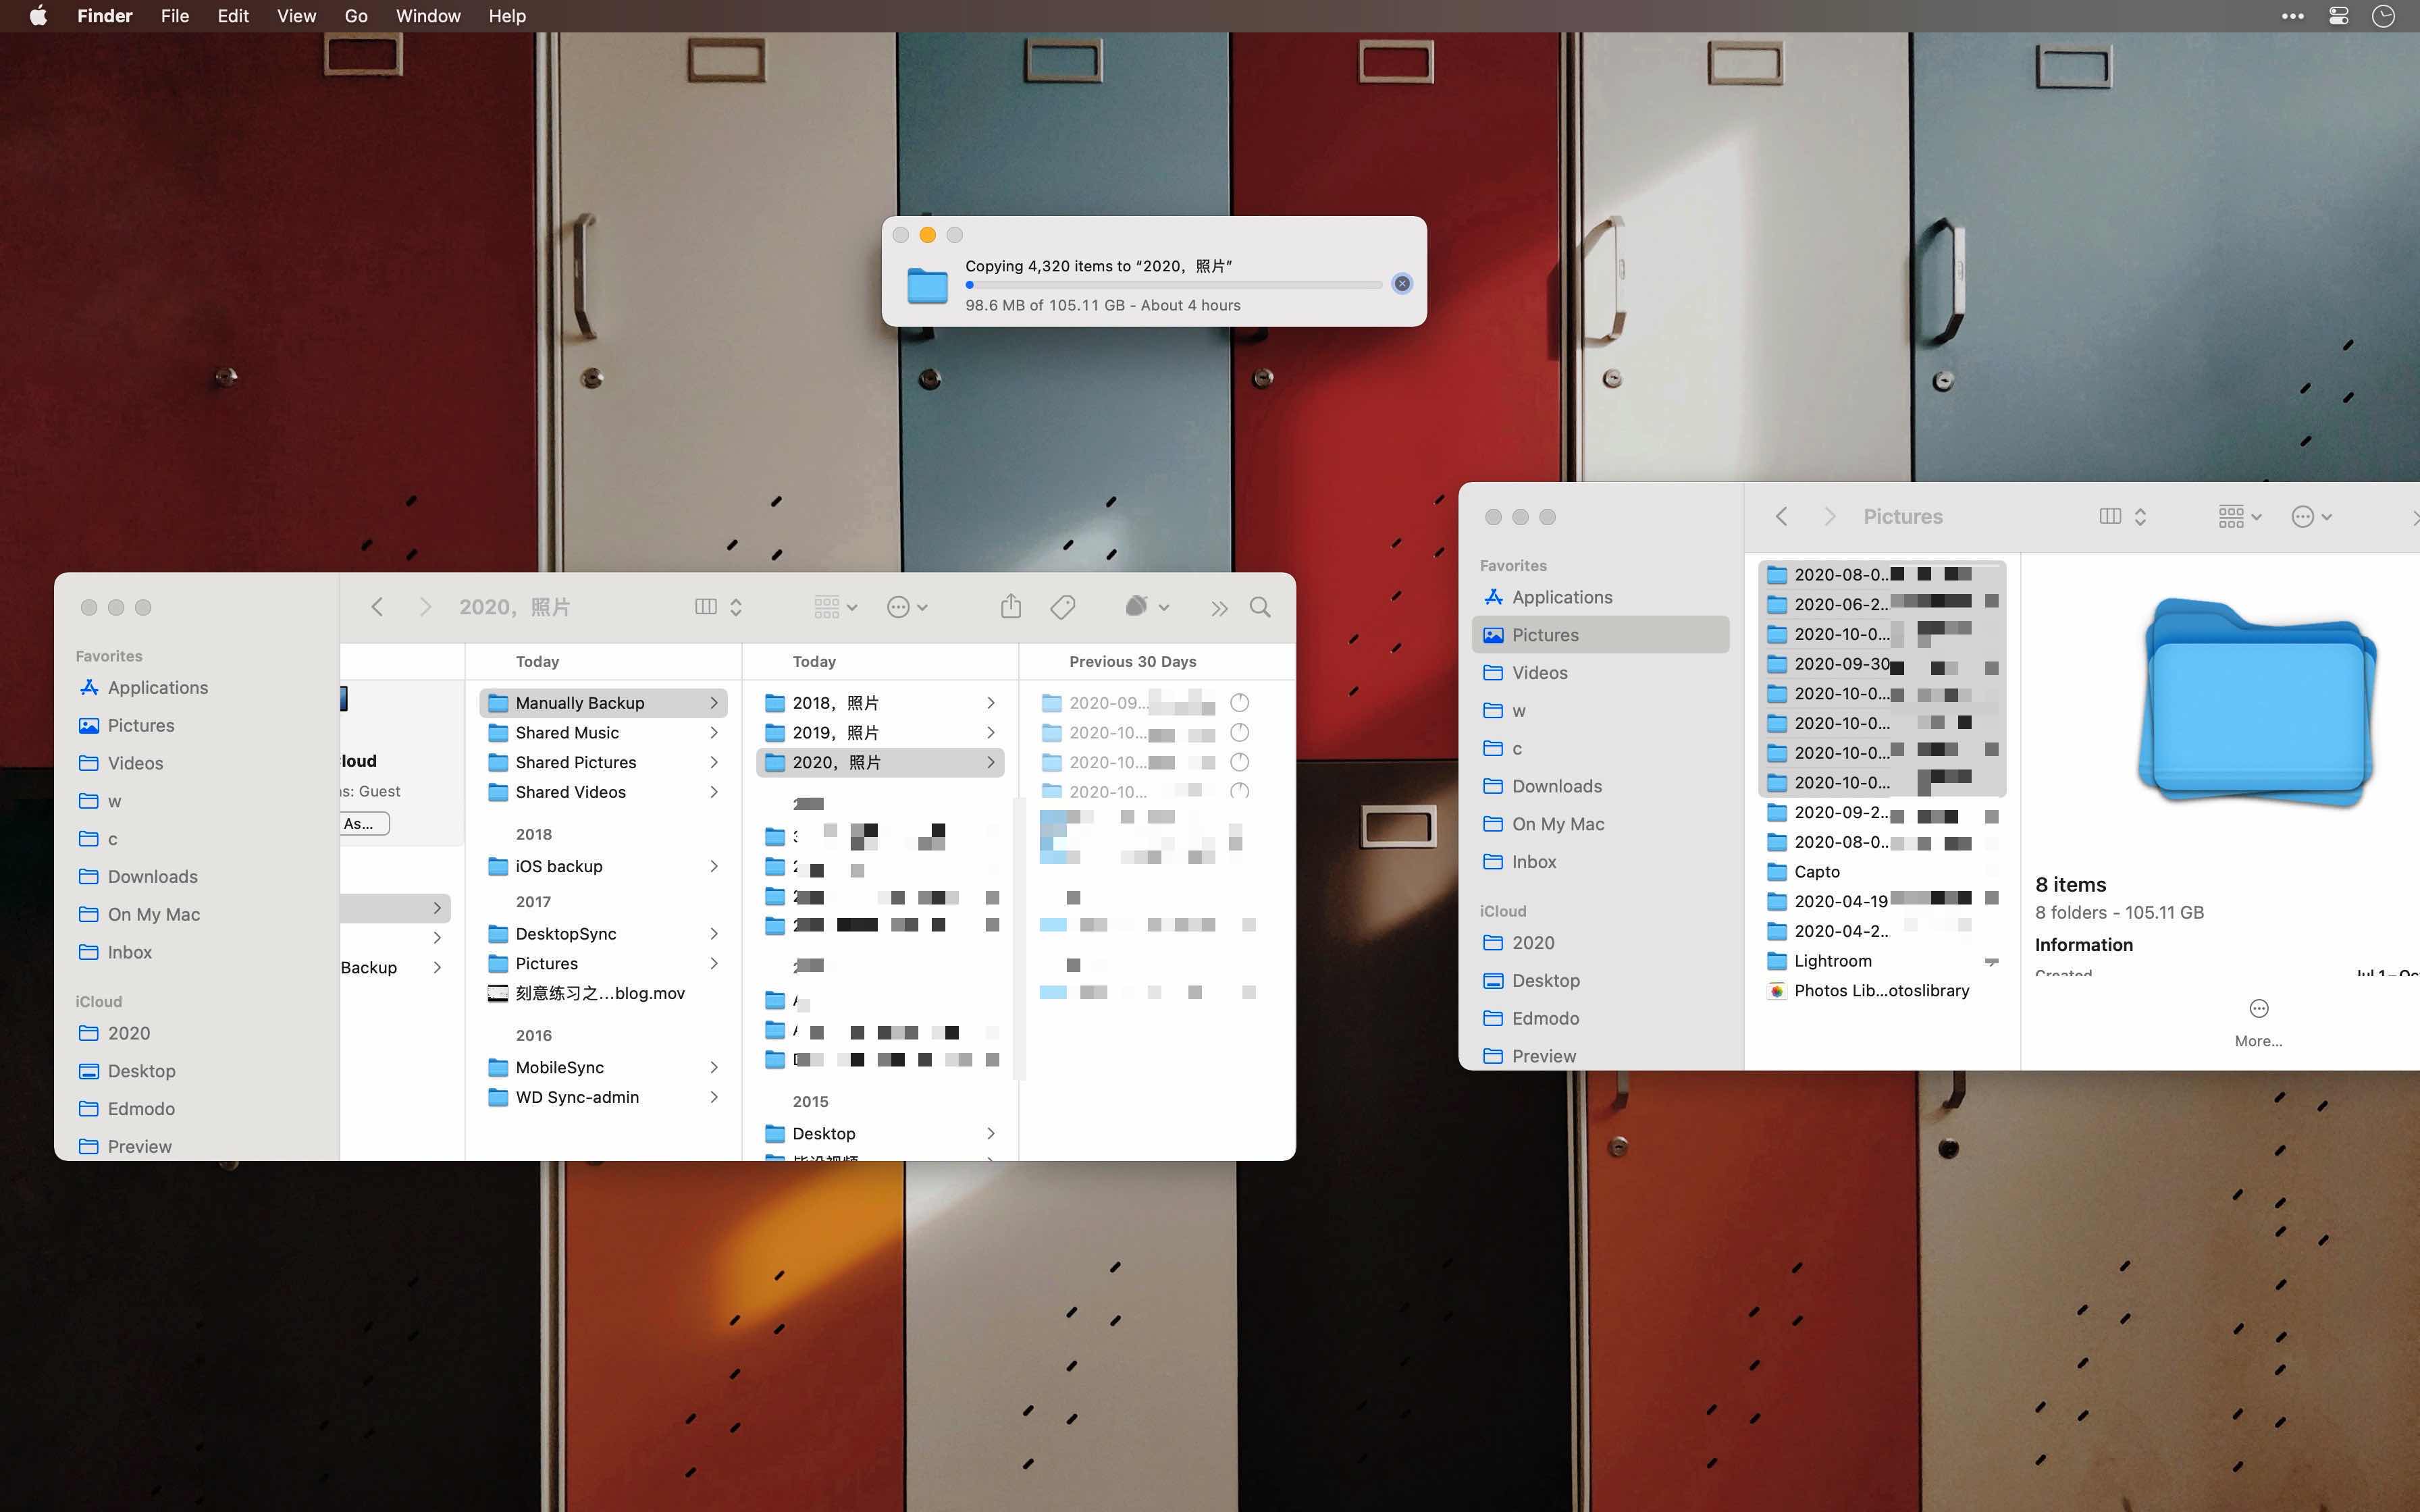 Finder File Edit View Go Window Help
Copying 4,320 items to “2020，照片”
98.6 MB of 105.11 GB - About 4 hours
2020，照片
Favorites
Applications
Pictures
Videos
w
c
Downloads
On My Mac
Inbox
iCloud
2020
Desktop
Edmodo
Preview
loud
s: Guest
As...
Backup
Today
Manually Backup
Shared Music
Shared Pictures
Shared Videos
2018
iOS backup
2017
DesktopSync
Pictures
刻意练习之...blog.mov
2016
MobileSync
WD Sync-admin
Today
2018，照片
2019，照片
2020，照片
2015
Desktop
Previous 30 Days
2020-09...
2020-10...
2020-10...
2020-10...
Pictures
Favorites
Applications
Pictures
Videos
w
c
Downloads
On My Mac
Inbox
iCloud
2020
Desktop
Edmodo
Preview
2020-08-0..
2020-06-2..
2020-10-0...
2020-09-30
2020-10-0...
2020-10-0...
2020-10-0...
2020-10-0...
2020-09-2..
2020-08-0..
Capto
2020-04-19
2020-04-2..
Lightroom
Photos Lib...otoslibrary
8 items
8 folders - 105.11 GB
Information
Created
More...